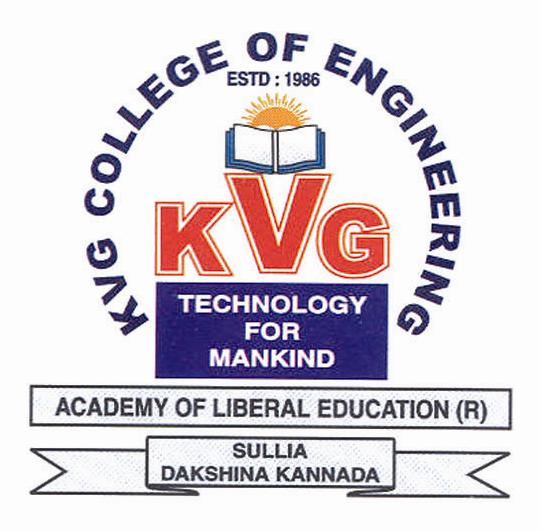 KVG COLLEGE OF ENGINEERING
ESTD : 1986
KVG
TECHNOLOGY
FOR
MANKIND
ACADEMY OF LIBERAL EDUCATION (R)
SULLIA
DAKSHINA KANNADA